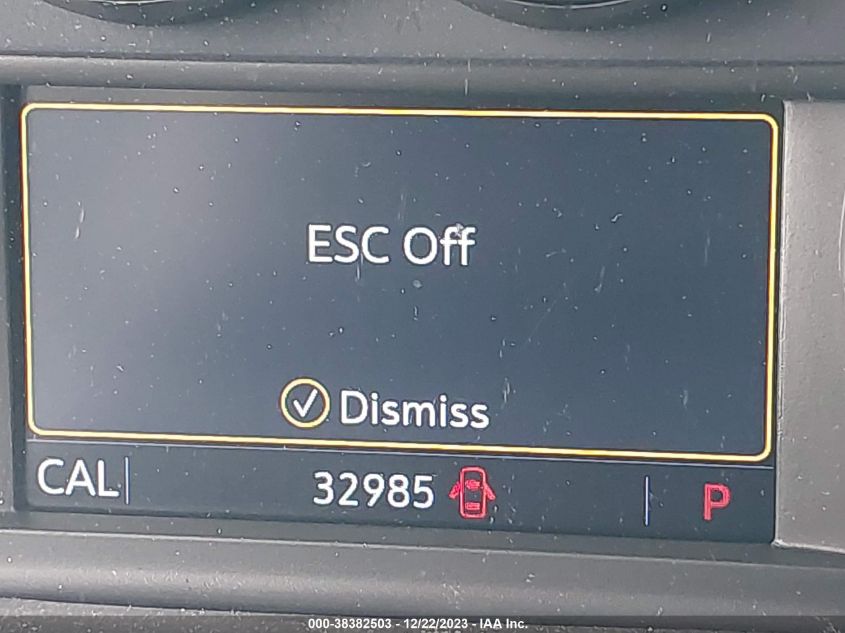 ESC Off
Dismiss
CAL 32985 P
000-38382503 - 12/22/2023 - IAA Inc.